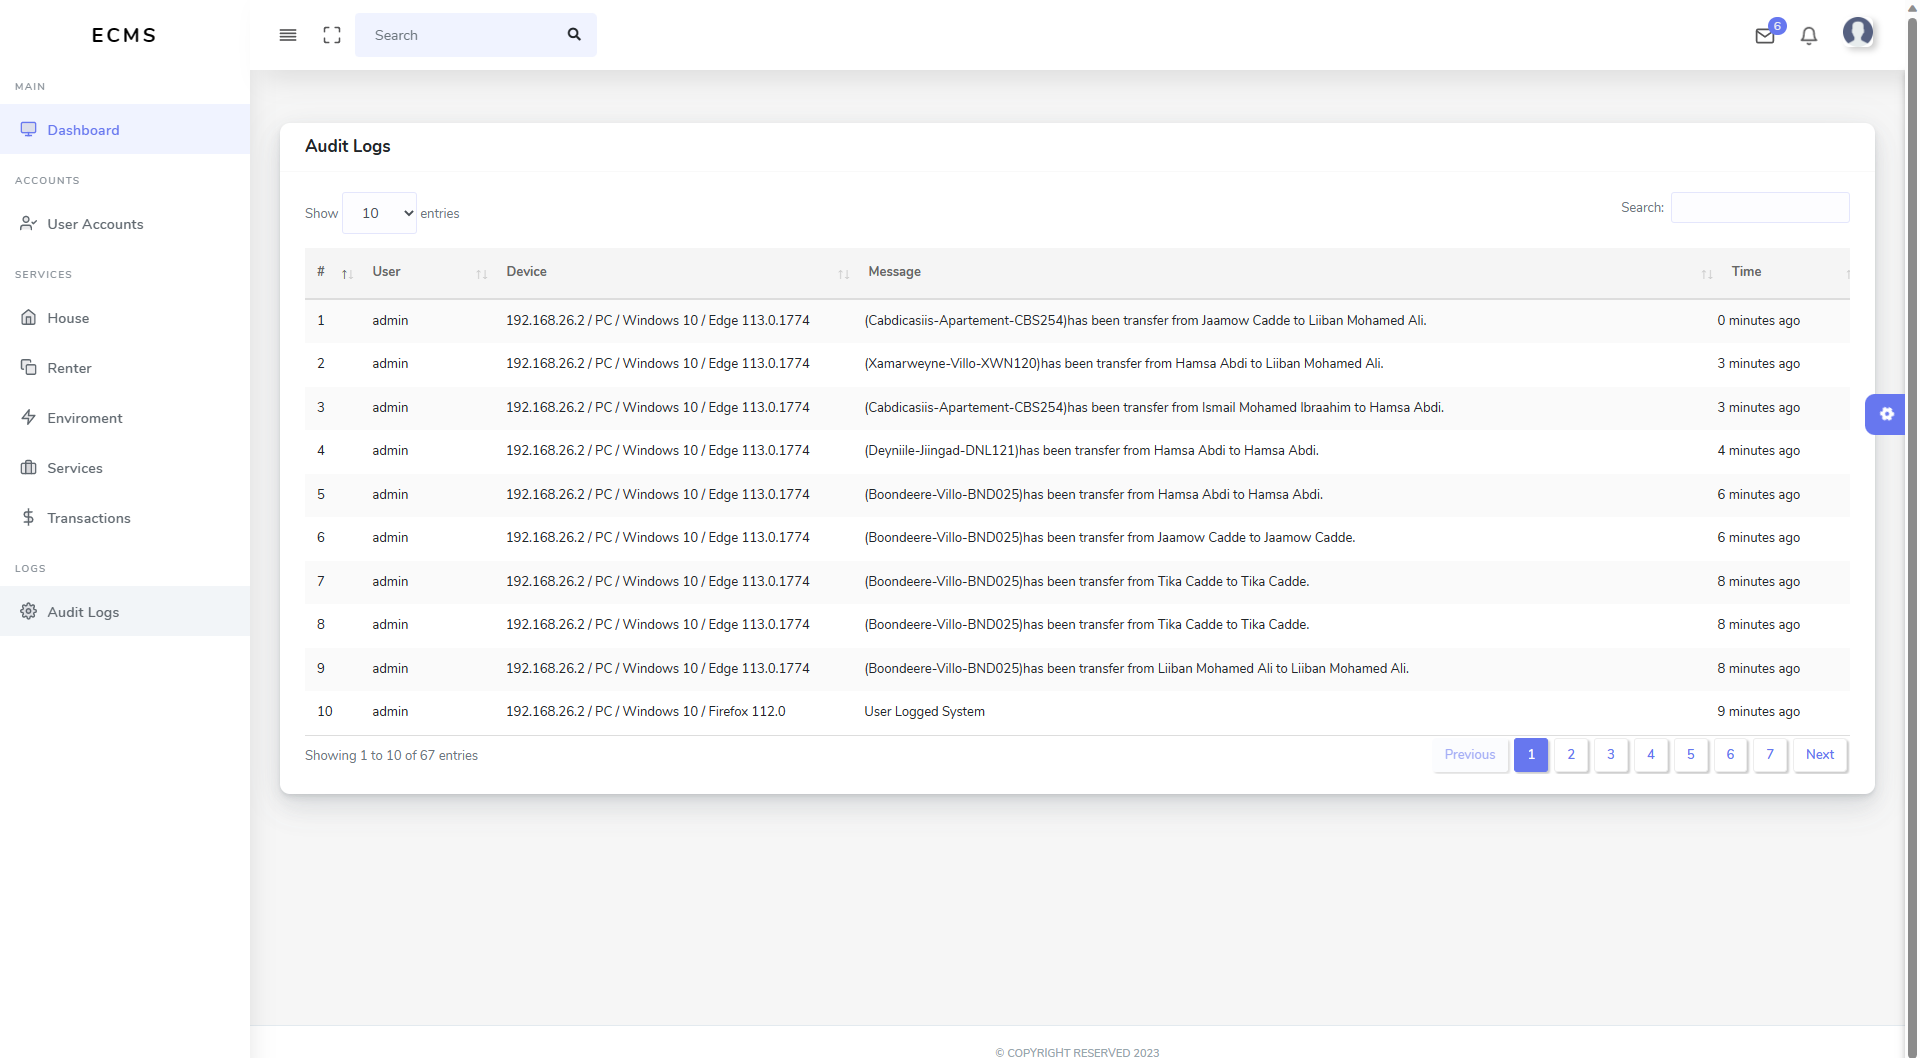 ECMS
Search
6
MAIN
Dashboard
ACCOUNTS
User Accounts
SERVICES
House
Renter
Enviroment
Services
Transactions
LOGS
Audit Logs
Audit Logs
Show 10 entries
Search:
# User Device Message Time
1 admin 192.168.26.2 / PC / Windows 10 / Edge 113.0.1774 (Cabdicasiis-Apartement-CBS254)has been transfer from Jaamow Cadde to Liiban Mohamed Ali. 0 minutes ago
2 admin 192.168.26.2 / PC / Windows 10 / Edge 113.0.1774 (Xamarweyne-Villo-XWN120)has been transfer from Hamsa Abdi to Liiban Mohamed Ali. 3 minutes ago
3 admin 192.168.26.2 / PC / Windows 10 / Edge 113.0.1774 (Cabdicasiis-Apartement-CBS254)has been transfer from Ismail Mohamed Ibraahim to Hamsa Abdi. 3 minutes ago
4 admin 192.168.26.2 / PC / Windows 10 / Edge 113.0.1774 (Deyniile-Jiingad-DNL121)has been transfer from Hamsa Abdi to Hamsa Abdi. 4 minutes ago
5 admin 192.168.26.2 / PC / Windows 10 / Edge 113.0.1774 (Boondeere-Villo-BND025)has been transfer from Hamsa Abdi to Hamsa Abdi. 6 minutes ago
6 admin 192.168.26.2 / PC / Windows 10 / Edge 113.0.1774 (Boondeere-Villo-BND025)has been transfer from Jaamow Cadde to Jaamow Cadde. 6 minutes ago
7 admin 192.168.26.2 / PC / Windows 10 / Edge 113.0.1774 (Boondeere-Villo-BND025)has been transfer from Tika Cadde to Tika Cadde. 8 minutes ago
8 admin 192.168.26.2 / PC / Windows 10 / Edge 113.0.1774 (Boondeere-Villo-BND025)has been transfer from Tika Cadde to Tika Cadde. 8 minutes ago
9 admin 192.168.26.2 / PC / Windows 10 / Edge 113.0.1774 (Boondeere-Villo-BND025)has been transfer from Liiban Mohamed Ali to Liiban Mohamed Ali. 8 minutes ago
10 admin 192.168.26.2 / PC / Windows 10 / Firefox 112.0 User Logged System 9 minutes ago
Showing 1 to 10 of 67 entries
Previous 1 2 3 4 5 6 7 Next
© COPYRIGHT RESERVED 2023